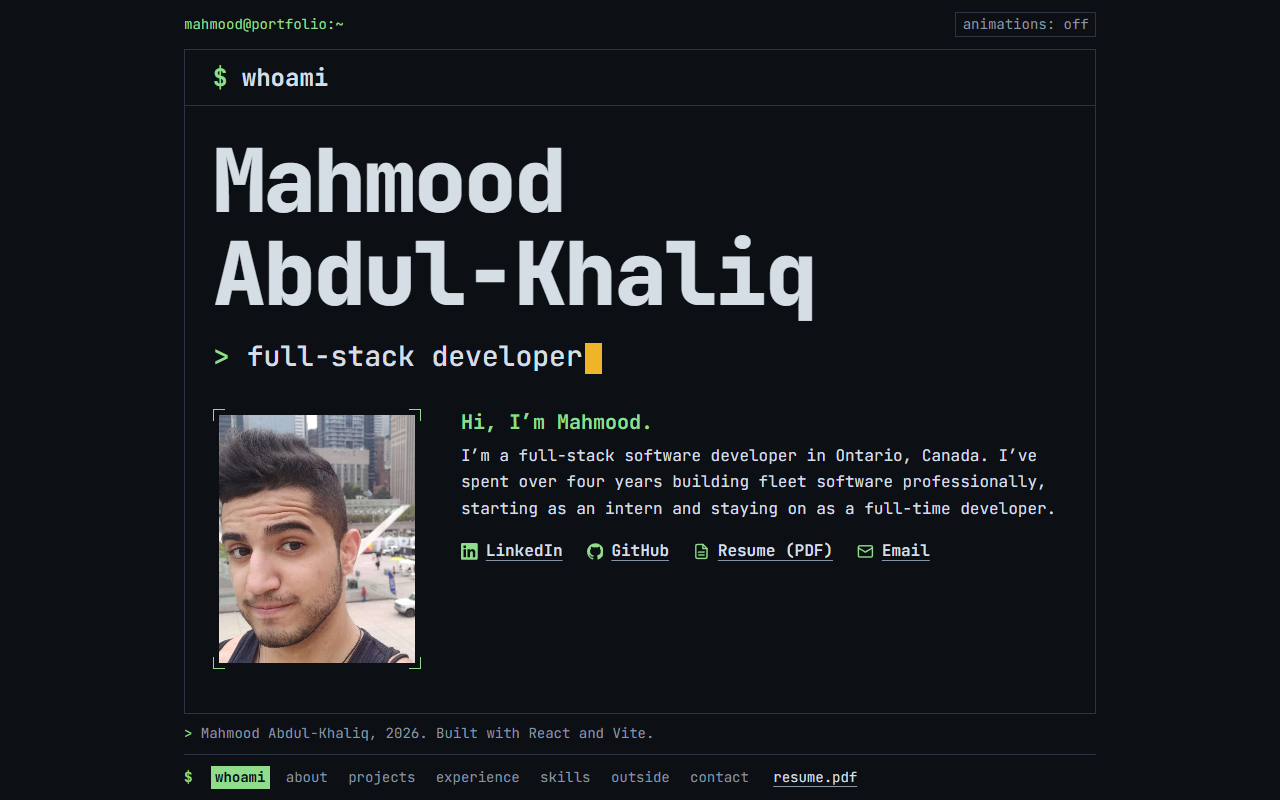 mahmood@portfolio:~
animations: off
$ whoami
Mahmood
Abdul-Khaliq
> full-stack developer
Hi, I’m Mahmood.
I’m a full-stack software developer in Ontario, Canada. I’ve
spent over four years building fleet software professionally,
starting as an intern and staying on as a full-time developer.
LinkedIn GitHub Resume (PDF) Email
> Mahmood Abdul-Khaliq, 2026. Built with React and Vite.
$ whoami about projects experience skills outside contact resume.pdf